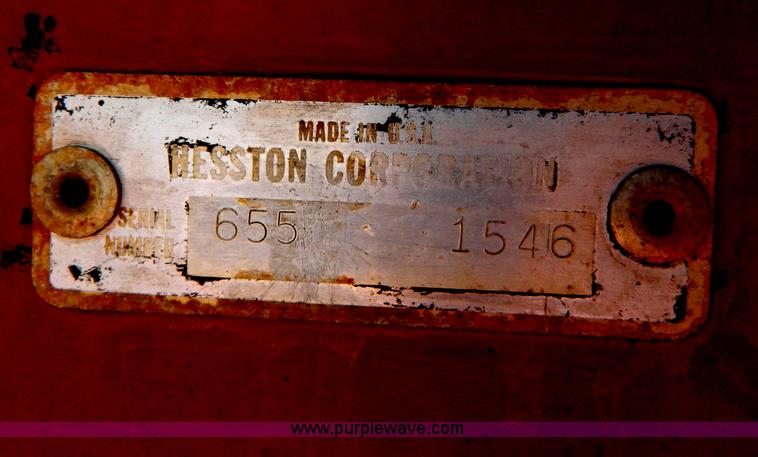 MADE IN U.S.A.
HESSTON CORPORATION
SERIAL NUMBER 655 1546
www.purplewave.com